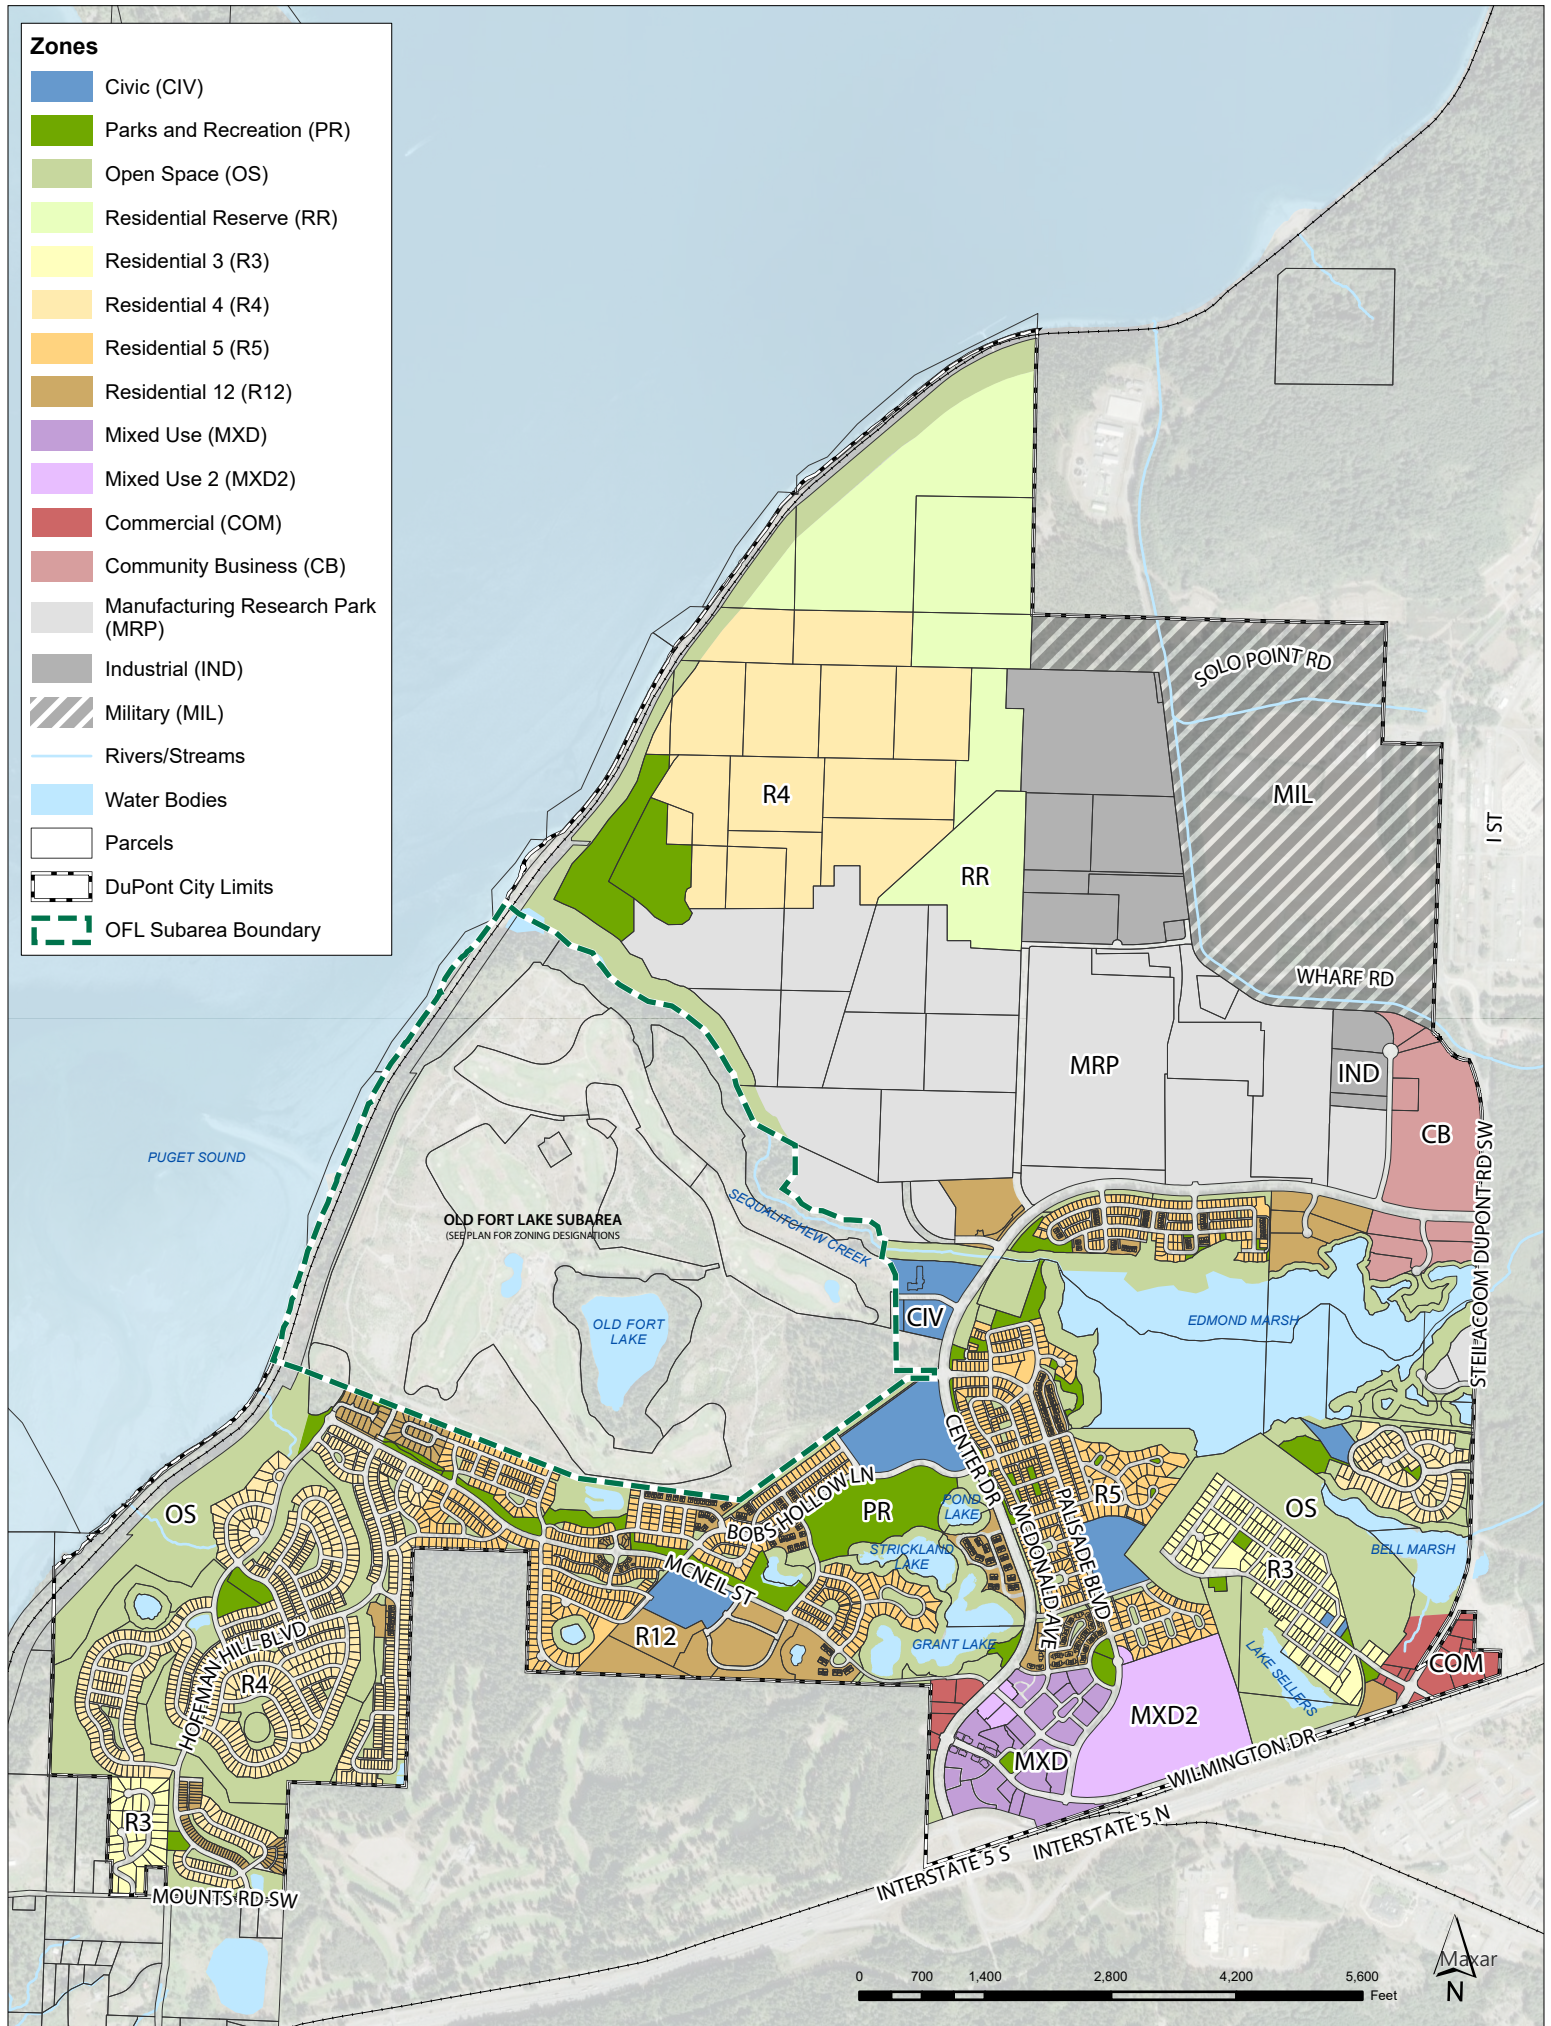 Zones
Civic (CIV)
Parks and Recreation (PR)
Open Space (OS)
Residential Reserve (RR)
Residential 3 (R3)
Residential 4 (R4)
Residential 5 (R5)
Residential 12 (R12)
Mixed Use (MXD)
Mixed Use 2 (MXD2)
Commercial (COM)
Community Business (CB)
Manufacturing Research Park
(MRP)
Industrial (IND)
Military (MIL)
Rivers/Streams
Water Bodies
Parcels
DuPont City Limits
OFL Subarea Boundary
SOLO POINT RD
R4
MIL
I ST
RR
WHARF RD
MRP
IND
CB
STEILACOOM-DUPONT RD SW
PUGET SOUND
SEQUALITCHEW CREEK
OLD FORT LAKE SUBAREA
(SEE PLAN FOR ZONING DESIGNATIONS
OLD FORT
LAKE
CIV
EDMOND MARSH
CENTER DR
BOBS HOLLOW LN
PR
POND
LAKE
R5
PALISADE BLVD
MCDONALD AVE
OS
OS
STRICKLAND
LAKE
R3
BELL MARSH
MCNEIL ST
R12
GRANT LAKE
LAKE SELLERS
COM
HOFFMAN HILL BLVD
R4
MXD2
MXD
WILMINGTON DR
R3
INTERSTATE 5 N
INTERSTATE 5 S
MOUNTS RD SW
Maxar
N
0 700 1,400 2,800 4,200 5,600
Feet